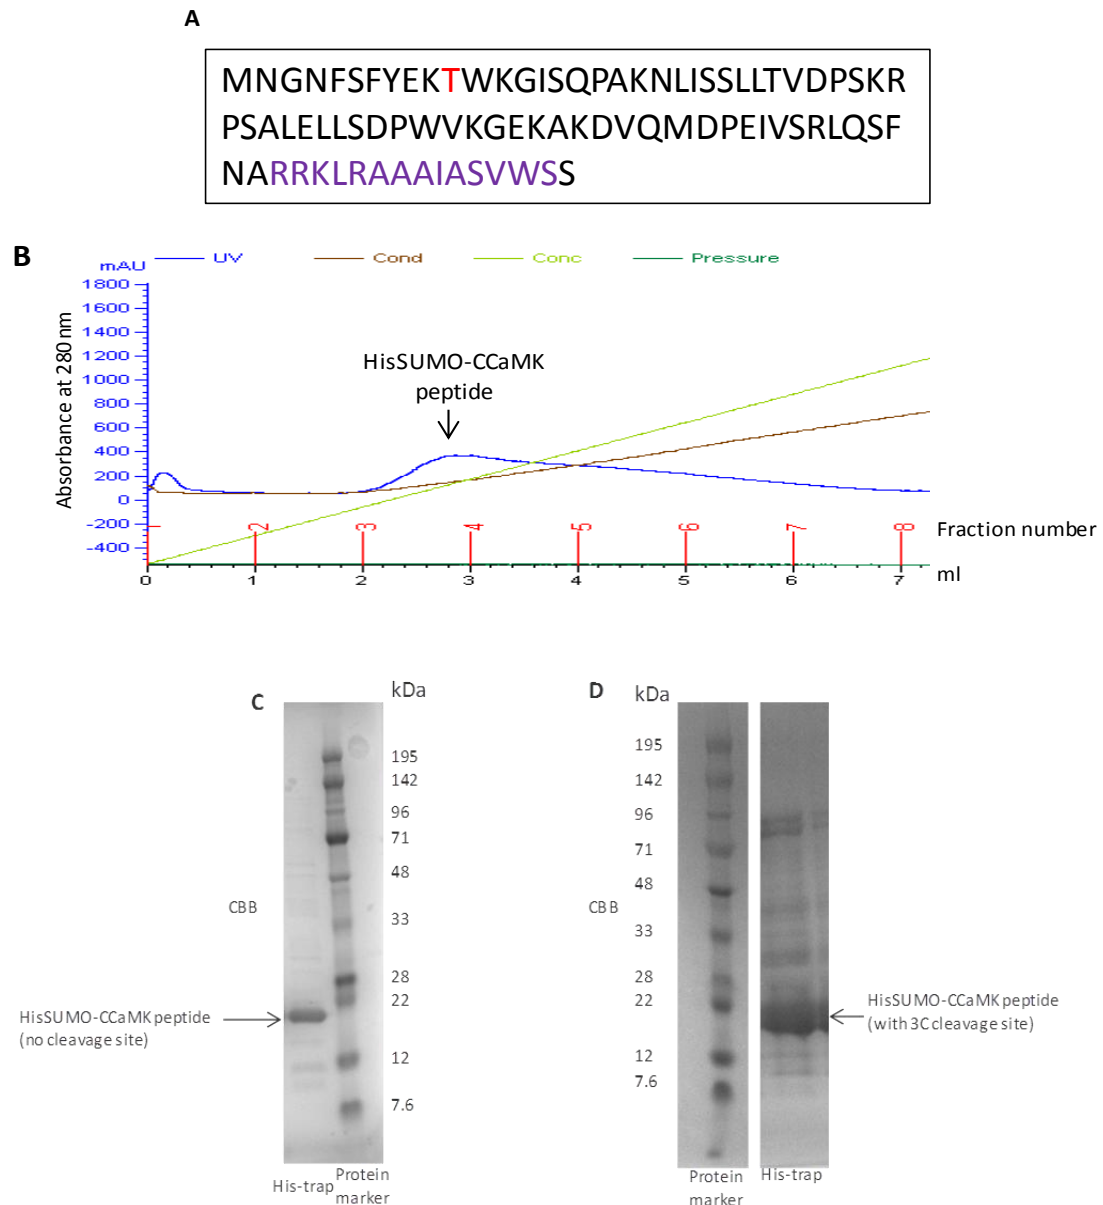 A
MNGNFSFYEKTWKGISQPAKNLISSLLTVDPSKR
PSALELLSDPWVKGEKAKDVQMDPEIVSRLQSF
NARRKLRAAAIASVWSS
B
mAU
UV
Cond
Conc
Pressure
1800
1600
1400
1200
1000
800
600
400
200
0
-200
-400
Absorbance at 280 nm
HisSUMO-CCaMK
peptide
1 2 3 4 5 6 7 8
Fraction number
0 1 2 3 4 5 6 7
ml
C
kDa
195
142
96
71
48
33
28
22
12
7.6
CBB
HisSUMO-CCaMK peptide
(no cleavage site)
His-trap
Protein
marker
D
kDa
195
142
96
71
48
33
28
22
12
7.6
CBB
HisSUMO-CCaMK peptide
(with 3C cleavage site)
Protein
marker
His-trap